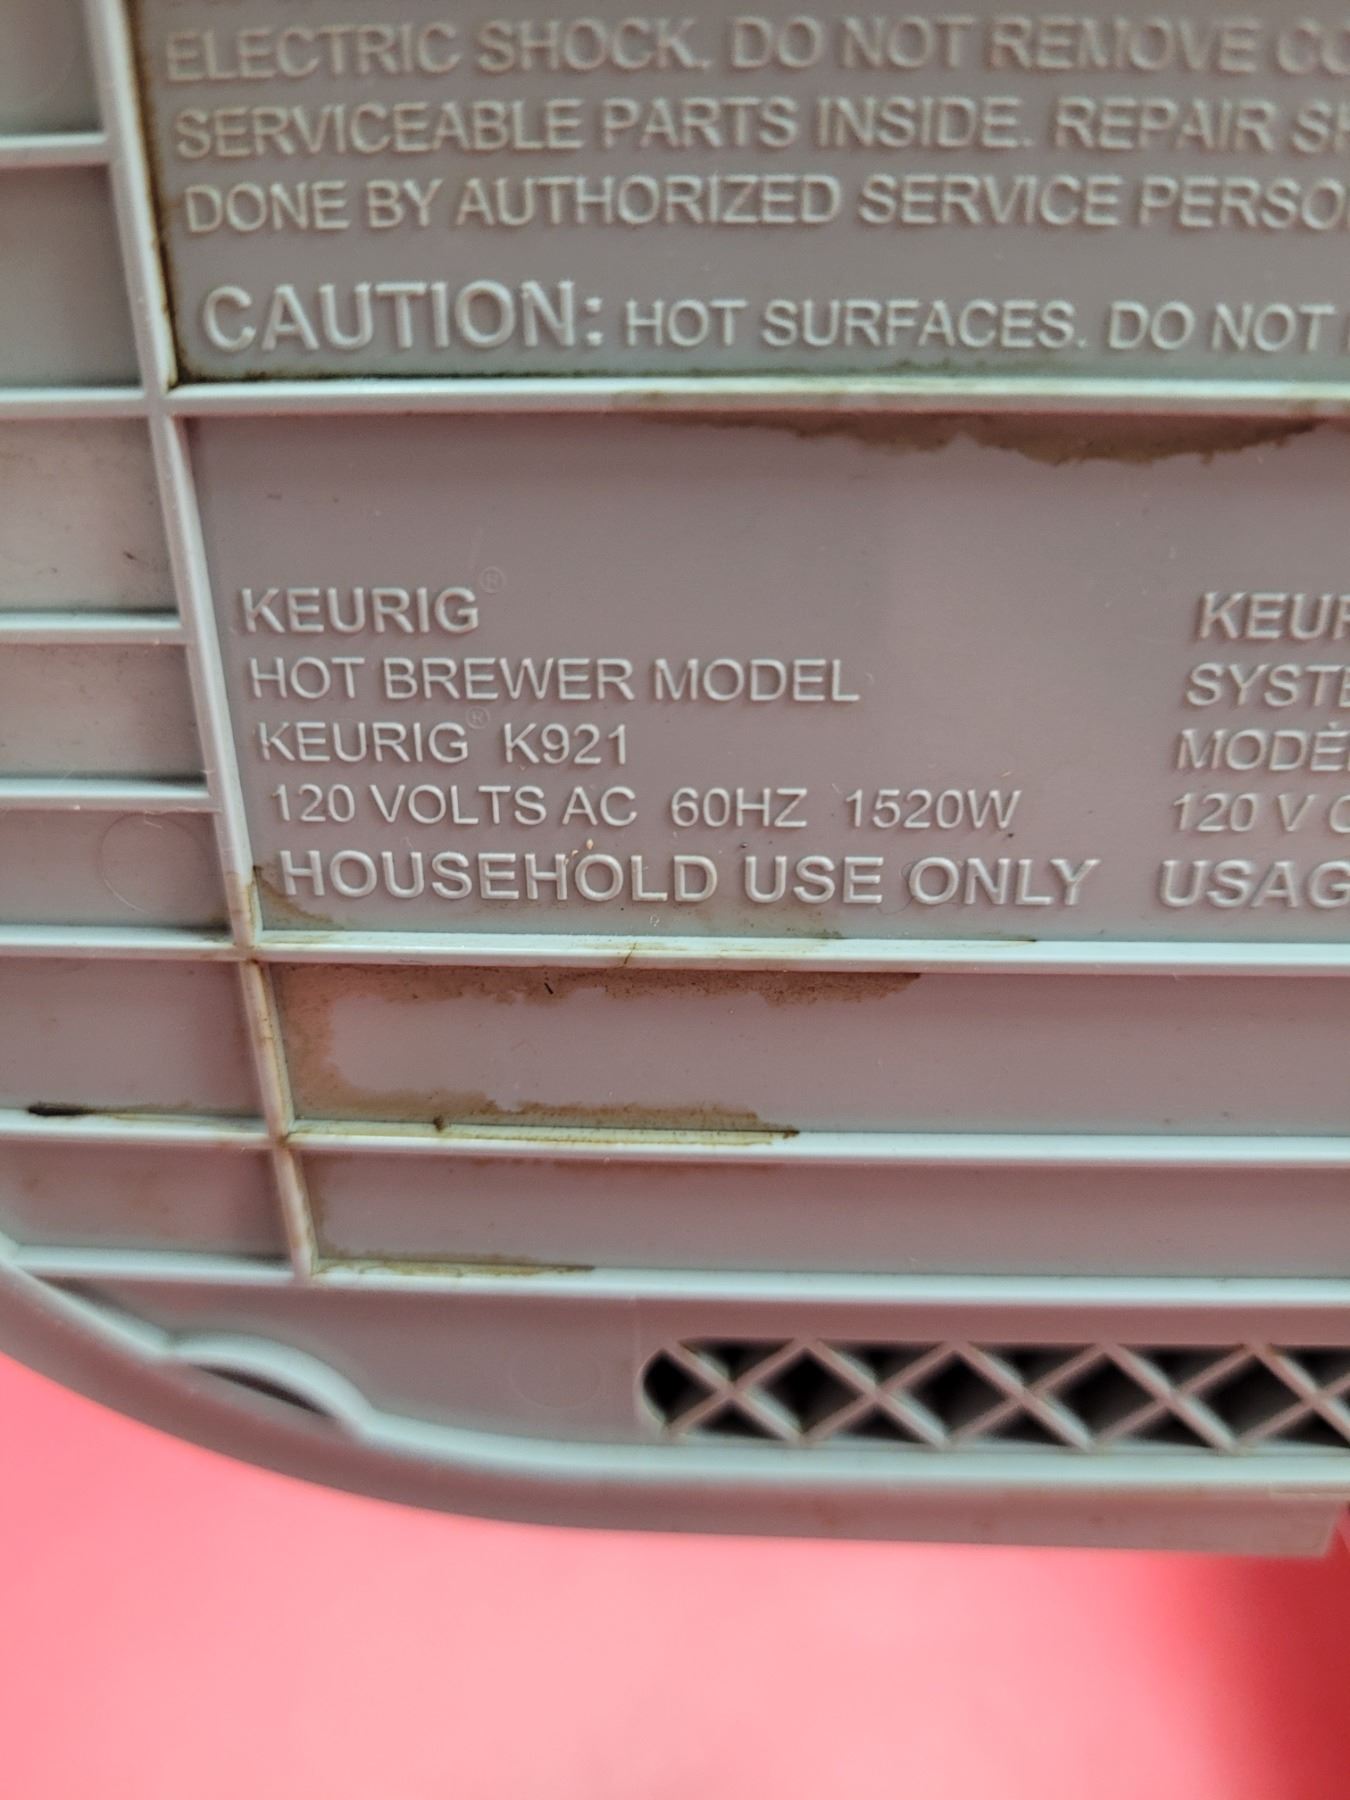 ELECTRIC SHOCK, DO NOT REMOVE
SERVICEABLE PARTS INSIDE. REPAIR
DONE BY AUTHORIZED SERVICE
CAUTION: HOT SURFACES. DO NOT
KEURIG®
HOT BREWER MODEL
KEURIG® K921
120 VOLTS AC 60HZ 1520W
HOUSEHOLD USE ONLY
120 V